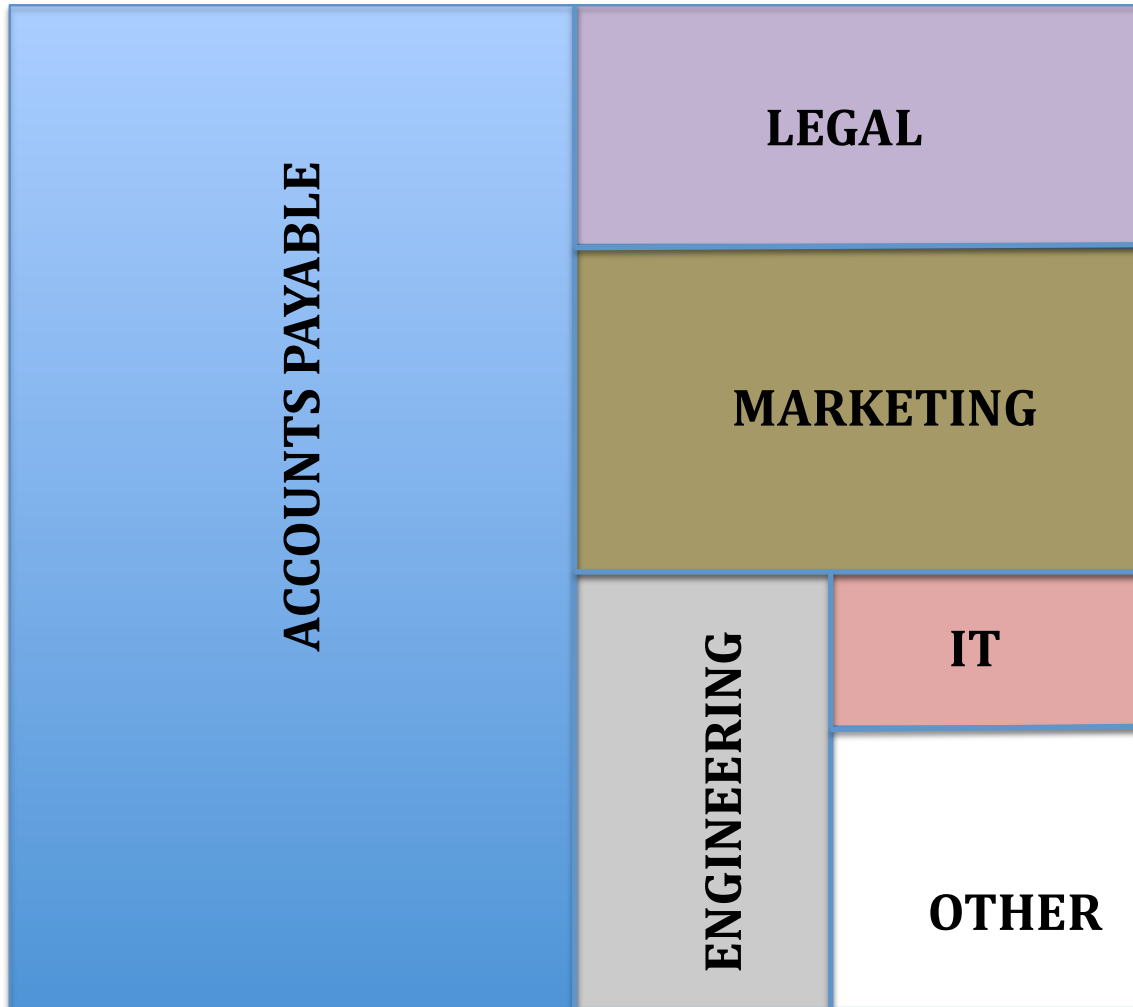 ACCOUNTS PAYABLE
LEGAL
MARKETING
ENGINEERING
IT
OTHER